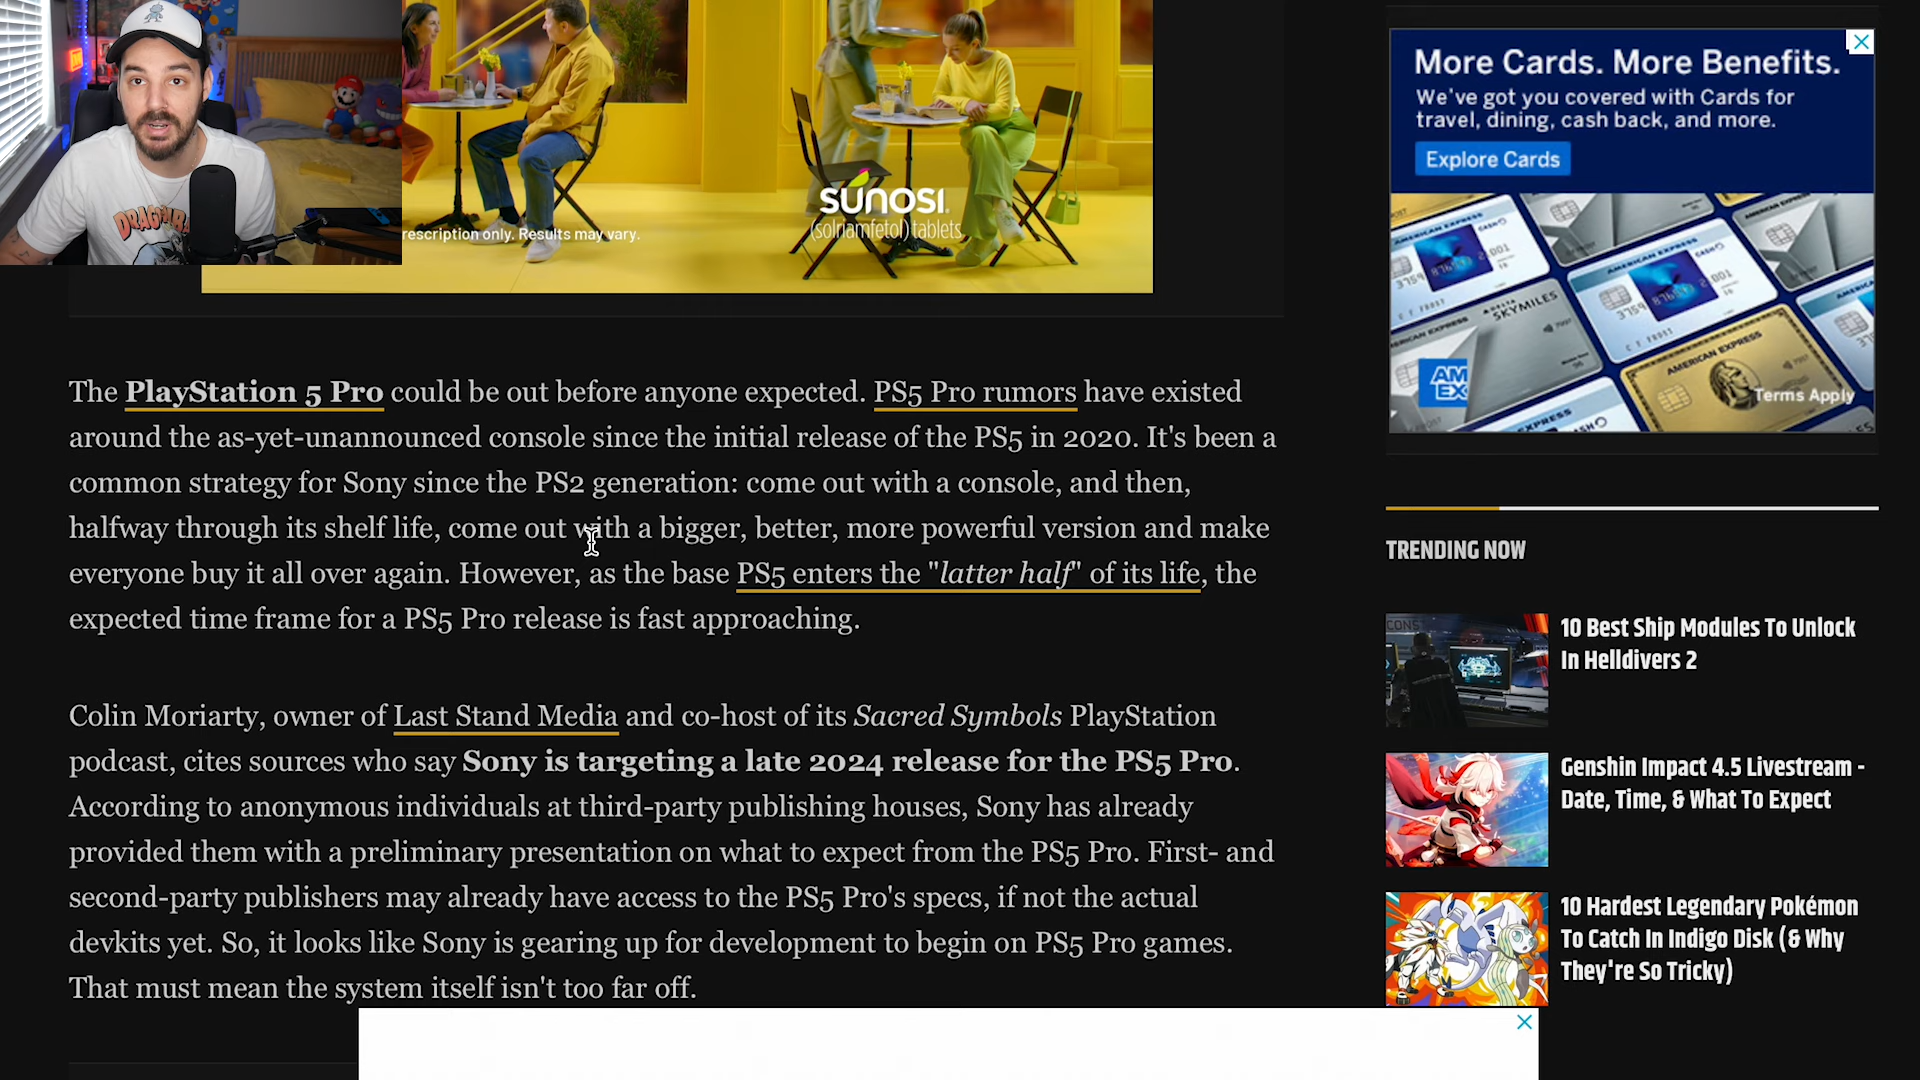 DRAGON BA
SUNOSI
(solriamfetol) tablets
rescription only. Results may vary.
The PlayStation 5 Pro could be out before anyone expected. PS5 Pro rumors have existed
around the as-yet-unannounced console since the initial release of the PS5 in 2020. It's been a
common strategy for Sony since the PS2 generation: come out with a console, and then,
halfway through its shelf life, come out with a bigger, better, more powerful version and make
everyone buy it all over again. However, as the base PS5 enters the "latter half" of its life, the
expected time frame for a PS5 Pro release is fast approaching.
Colin Moriarty, owner of Last Stand Media and co-host of its Sacred Symbols PlayStation
podcast, cites sources who say Sony is targeting a late 2024 release for the PS5 Pro.
According to anonymous individuals at third-party publishing houses, Sony has already
provided them with a preliminary presentation on what to expect from the PS5 Pro. First- and
second-party publishers may already have access to the PS5 Pro's specs, if not the actual
devkits yet. So, it looks like Sony is gearing up for development to begin on PS5 Pro games.
That must mean the system itself isn't too far off.
More Cards. More Benefits.
We've got you covered with Cards for
travel, dining, cash back, and more.
Explore Cards
AMERICAN EXPRESS
DELTA
SKYMILES
AMERICAN EXPRESS
3759
C F FROST
AM
EX
Terms Apply
TRENDING NOW
10 Best Ship Modules To Unlock
In Helldivers 2
Genshin Impact 4.5 Livestream -
Date, Time, & What To Expect
10 Hardest Legendary Pokémon
To Catch In Indigo Disk (& Why
They're So Tricky)